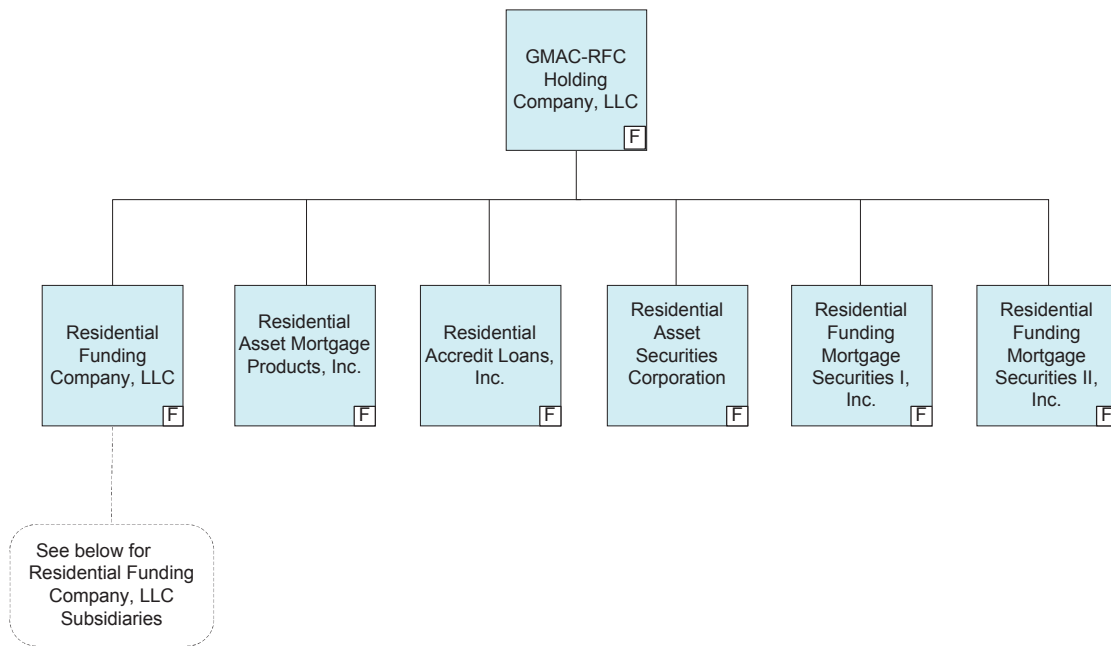 GMAC-RFC
Holding
Company, LLC
F
Residential
Funding
Company, LLC
F
Residential
Asset Mortgage
Products, Inc.
F
Residential
Accredit Loans,
Inc.
F
Residential
Asset
Securities
Corporation
F
Residential
Funding
Mortgage
Securities I,
Inc.
F
Residential
Funding
Mortgage
Securities II,
Inc.
F
See below for
Residential Funding
Company, LLC
Subsidiaries